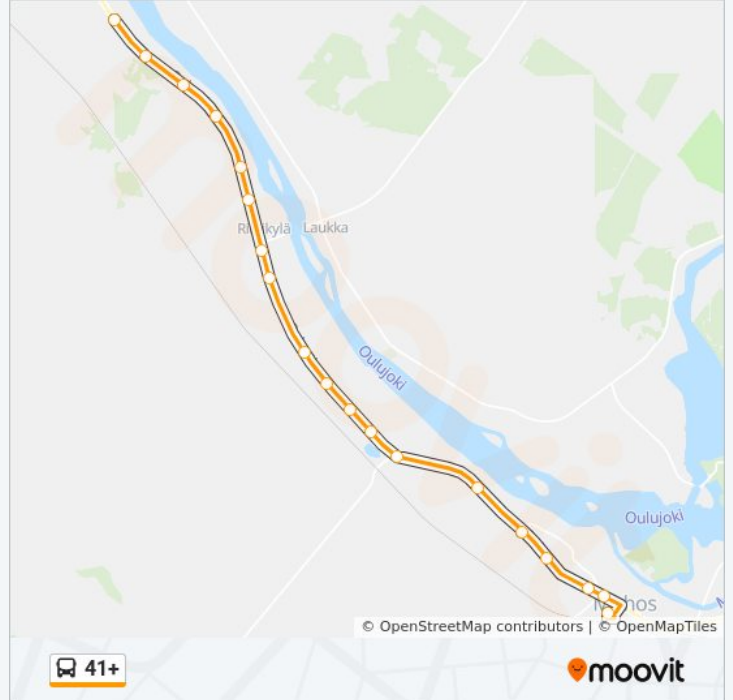 Laukka
Oulujoki
Oulujoki
© OpenStreetMap contributors | © OpenMapTiles
41+
moovit